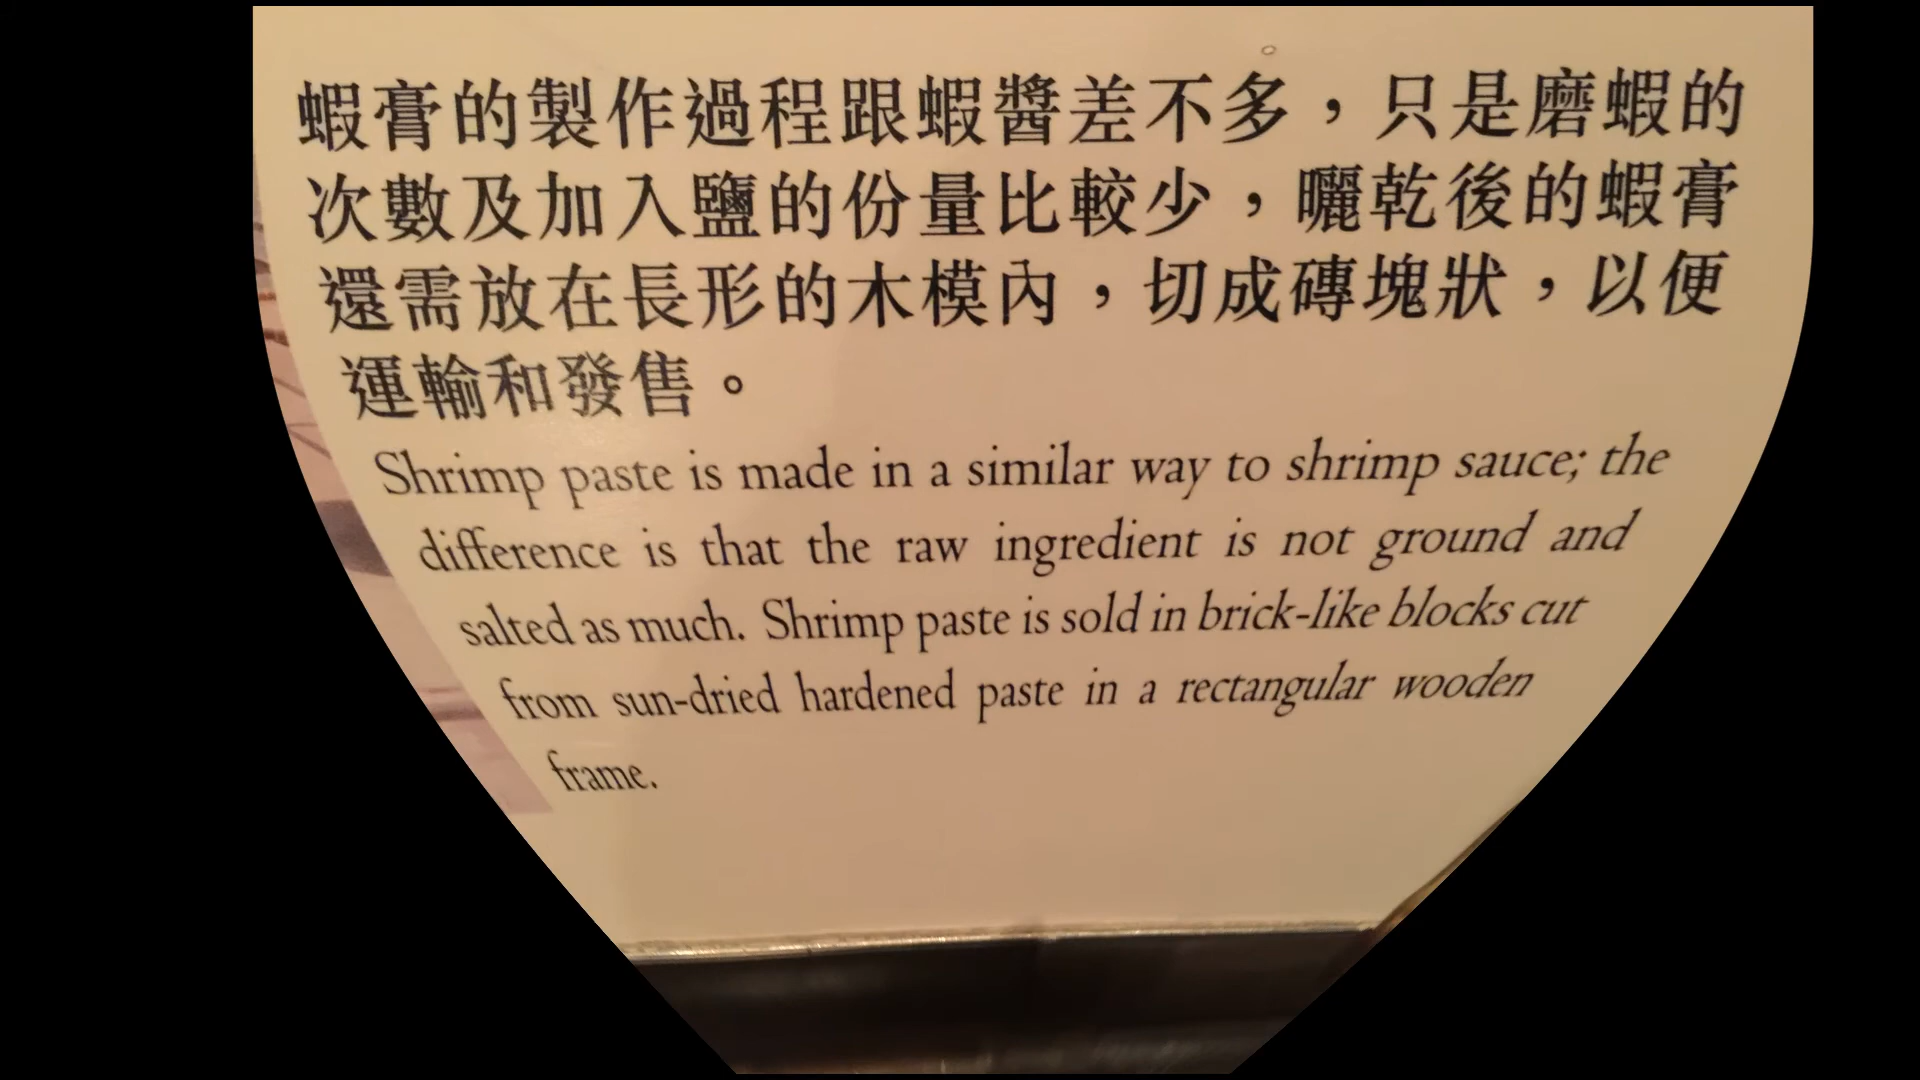 蝦膏的製作過程跟蝦醬差不多，只是磨蝦的
次數及加入鹽的份量比較少，曬乾後的蝦膏
還需放在長形的木模內，切成磚塊狀，以便
運輸和發售。
Shrimp paste is made in a similar way to shrimp sauce; the
difference is that the raw ingredient is not ground and
salted as much. Shrimp paste is sold in brick-like blocks cut
from sun-dried hardened paste in a rectangular wooden
frame.